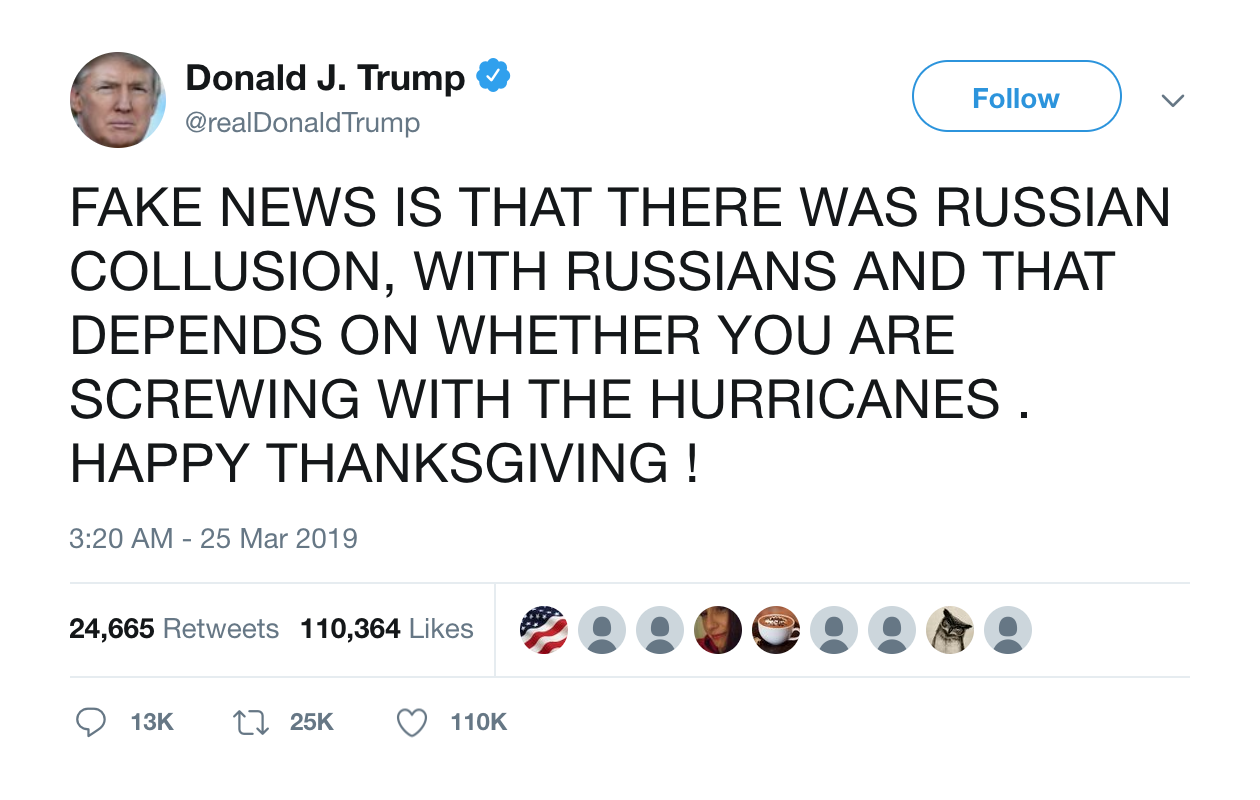 Donald J. Trump
@realDonaldTrump
Follow
FAKE NEWS IS THAT THERE WAS RUSSIAN
COLLUSION, WITH RUSSIANS AND THAT
DEPENDS ON WHETHER YOU ARE
SCREWING WITH THE HURRICANES .
HAPPY THANKSGIVING !
3:20 AM - 25 Mar 2019
24,665 Retweets 110,364 Likes
13K 25K 110K